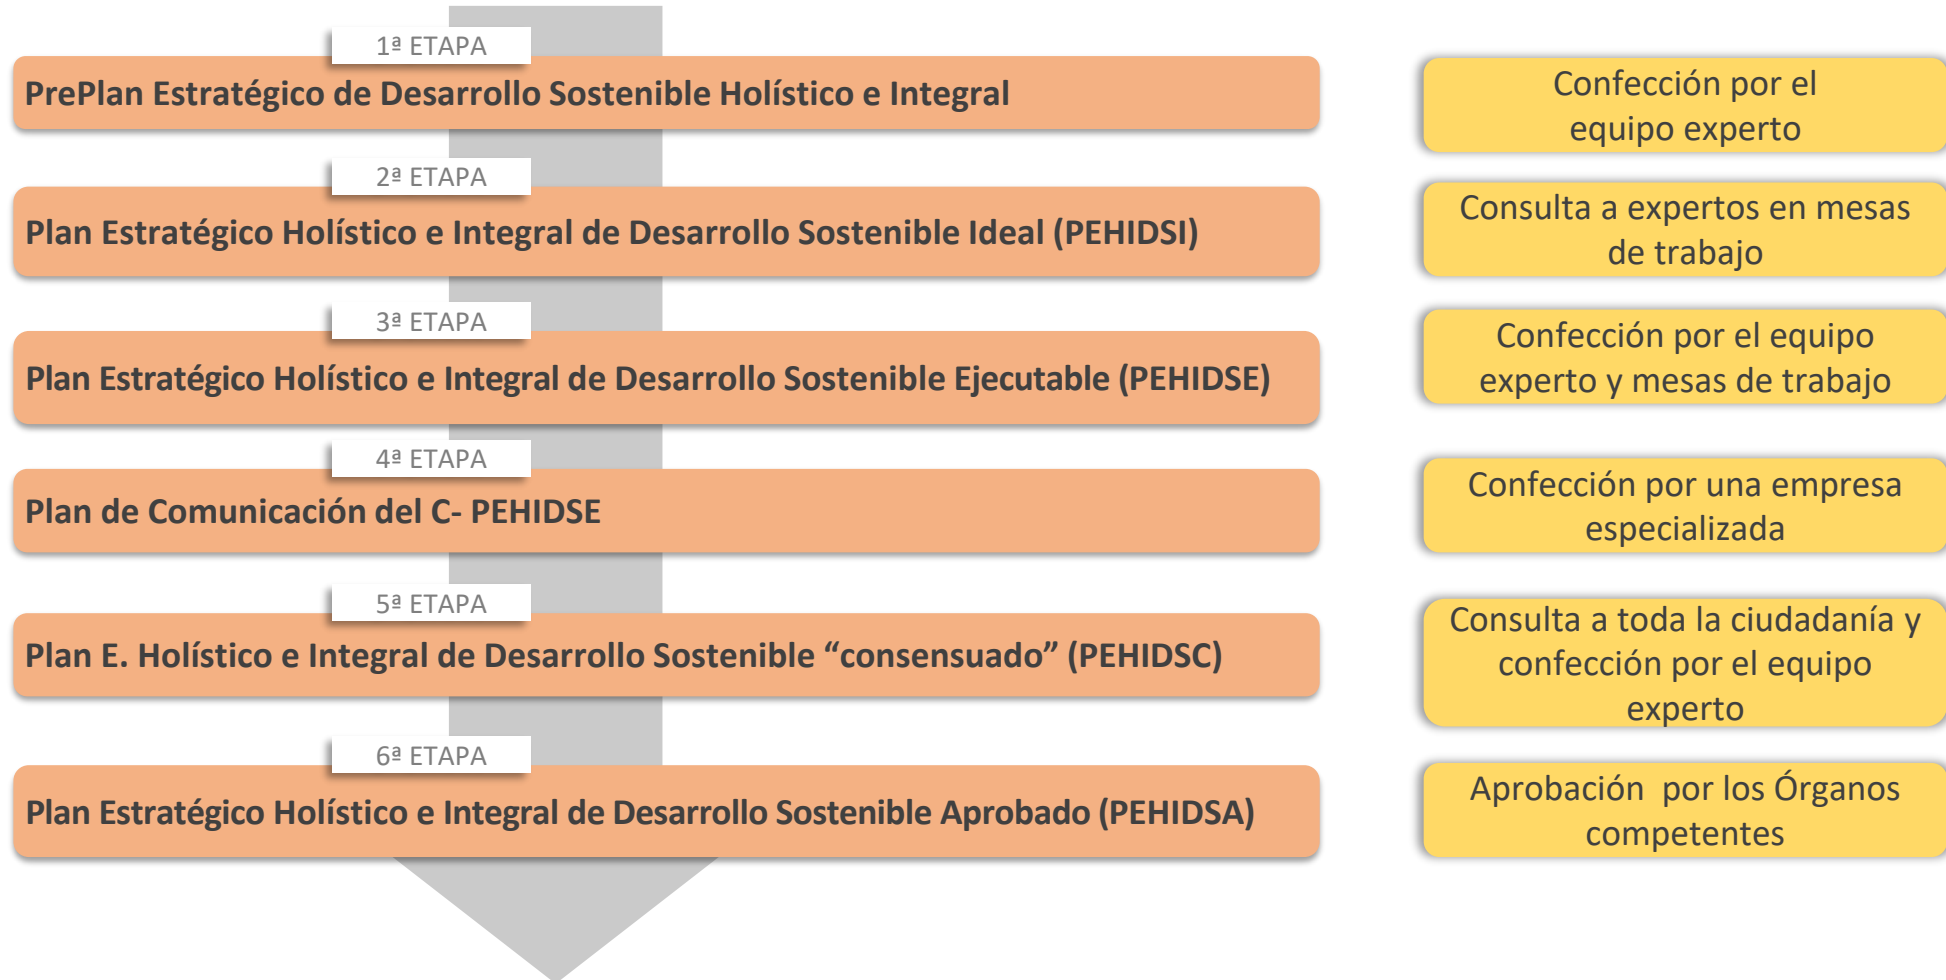 1ª ETAPA
PrePlan Estratégico de Desarrollo Sostenible Holístico e Integral
Confección por el
equipo experto
2ª ETAPA
Plan Estratégico Holístico e Integral de Desarrollo Sostenible Ideal (PEHIDSI)
Consulta a expertos en mesas
de trabajo
3ª ETAPA
Plan Estratégico Holístico e Integral de Desarrollo Sostenible Ejecutable (PEHIDSE)
Confección por el equipo
experto y mesas de trabajo
4ª ETAPA
Plan de Comunicación del C- PEHIDSE
Confección por una empresa
especializada
5ª ETAPA
Plan E. Holístico e Integral de Desarrollo Sostenible “consensuado” (PEHIDSC)
Consulta a toda la ciudadanía y
confección por el equipo
experto
6ª ETAPA
Plan Estratégico Holístico e Integral de Desarrollo Sostenible Aprobado (PEHIDSA)
Aprobación  por los Órganos
competentes